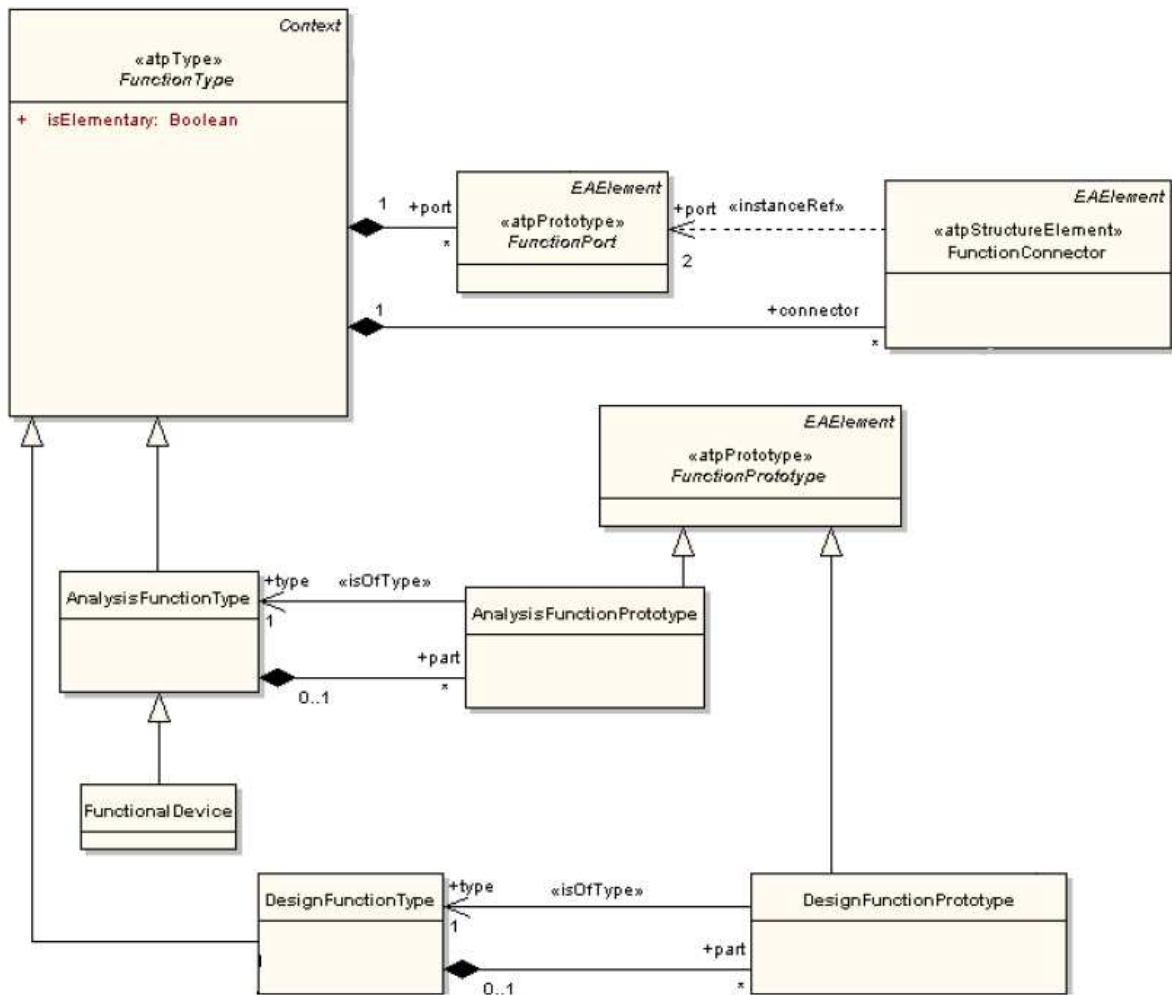 Context
«atpType»
FunctionType
+ isElementary: Boolean
1
+port
*
EAElement
«atpPrototype»
FunctionPort
+port
«instanceRef»
2
EAElement
«atpStructureElement»
FunctionConnector
1
+connector
*
EAElement
«atpPrototype»
FunctionPrototype
AnalysisFunctionType
+type
«isOfType»
1
AnalysisFunctionPrototype
+part
0..1
*
FunctionalDevice
DesignFunctionType
+type
«isOfType»
1
DesignFunctionPrototype
+part
0..1
*